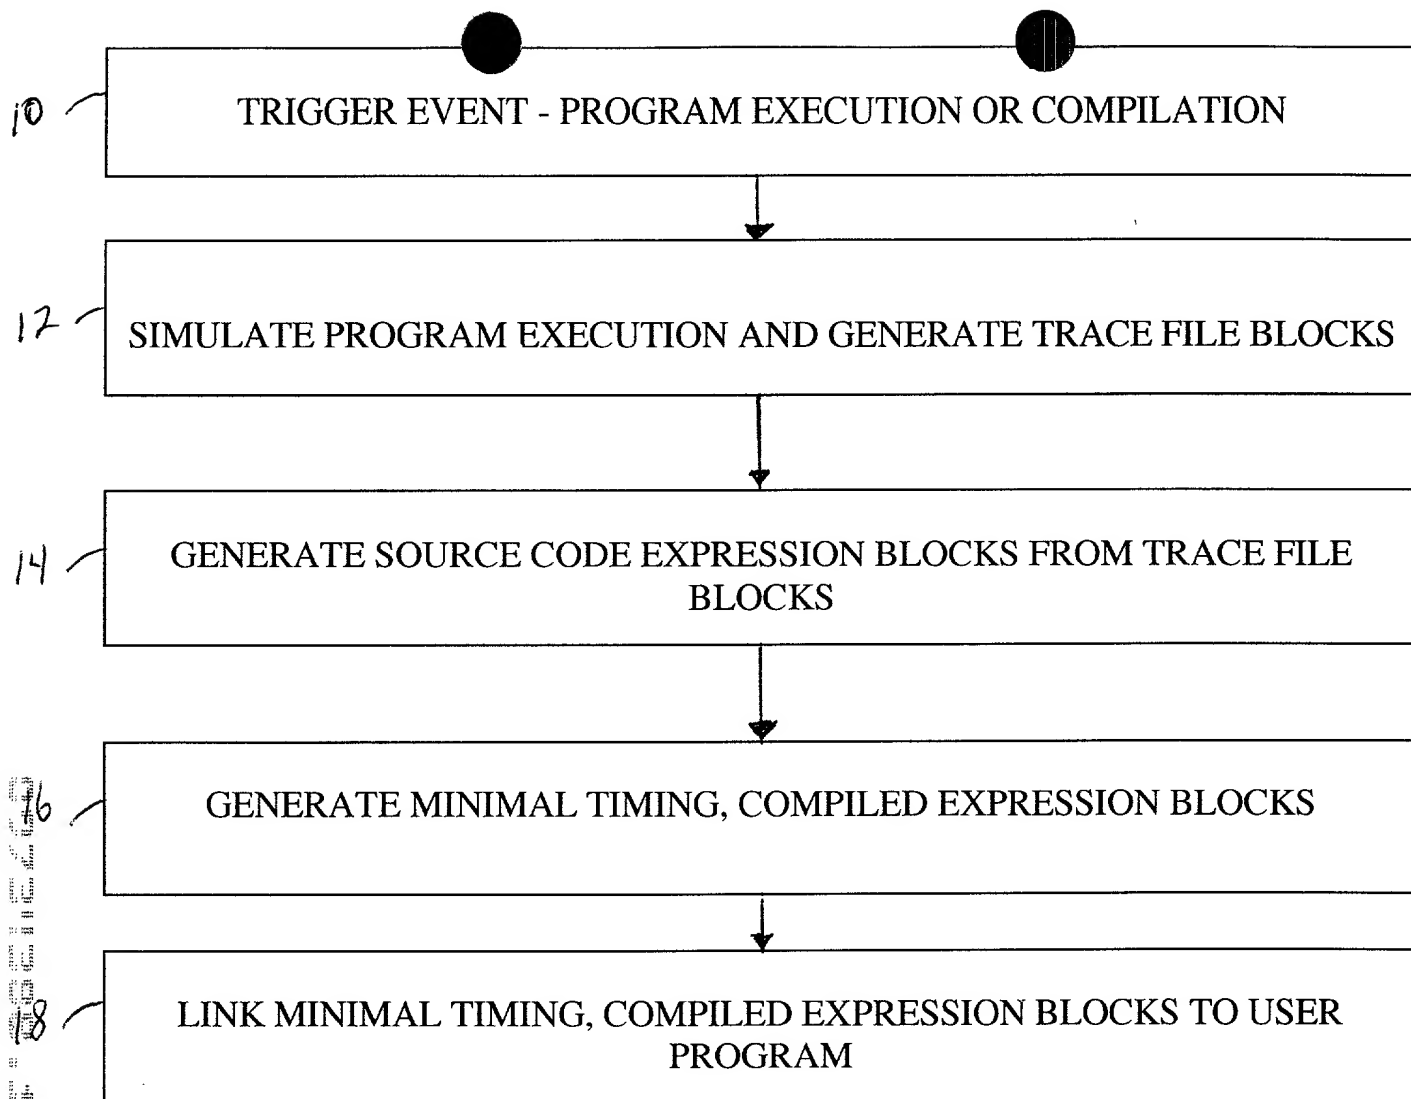 10
TRIGGER EVENT - PROGRAM EXECUTION OR COMPILATION
12
SIMULATE PROGRAM EXECUTION AND GENERATE TRACE FILE BLOCKS
14
GENERATE SOURCE CODE EXPRESSION BLOCKS FROM TRACE FILE
BLOCKS
16
GENERATE MINIMAL TIMING, COMPILED EXPRESSION BLOCKS
18
LINK MINIMAL TIMING, COMPILED EXPRESSION BLOCKS TO USER
PROGRAM